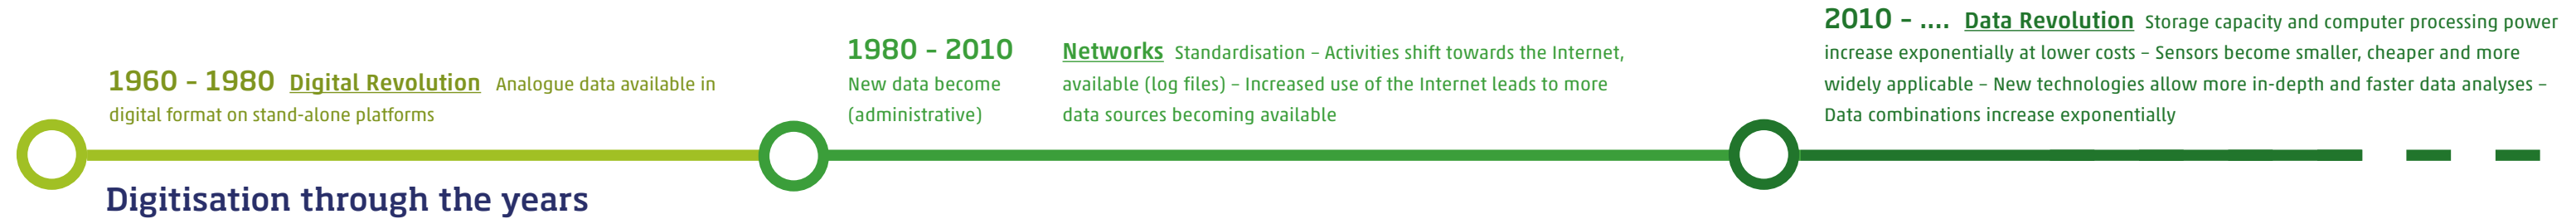 1960 – 1980 Digital Revolution Analogue data available in
digital format on stand-alone platforms
1980 – 2010 Networks Standardisation – Activities shift towards the Internet,
New data become available (log files) – Increased use of the Internet leads to more
(administrative) data sources becoming available
2010 – .... Data Revolution Storage capacity and computer processing power
increase exponentially at lower costs – Sensors become smaller, cheaper and more
widely applicable – New technologies allow more in-depth and faster data analyses –
Data combinations increase exponentially
Digitisation through the years